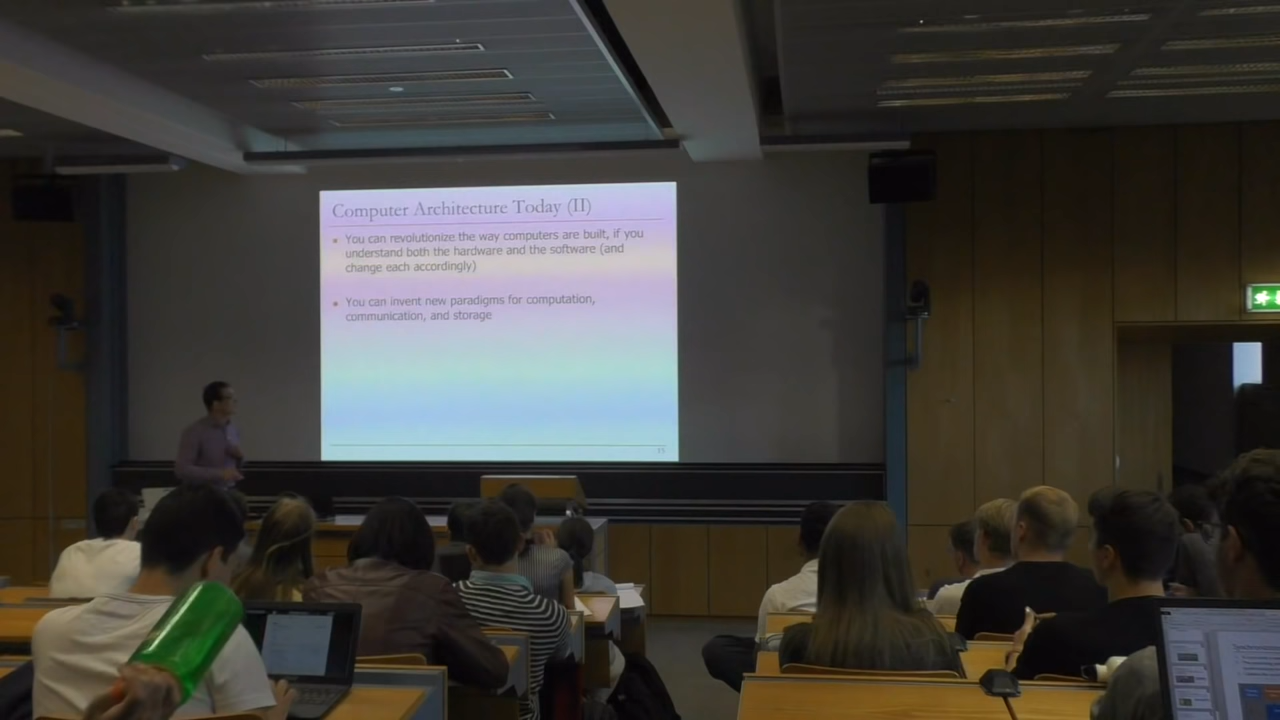 Computer Architecture Today (II)
You can revolutionize the way computers are built, if you
understand both the hardware and the software (and
change each accordingly)
You can invent new paradigms for computation,
communication, and storage